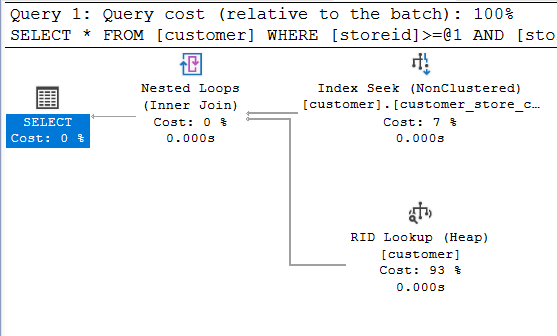 Query 1: Query cost (relative to the batch): 100%
SELECT * FROM [customer] WHERE [storeid]>=@1 AND [sto
Nested Loops
(Inner Join)
Cost: 0 %
0.000s
Index Seek (NonClustered)
[customer].[customer_store_c…
Cost: 7 %
0.000s
SELECT
Cost: 0 %
RID Lookup (Heap)
[customer]
Cost: 93 %
0.000s